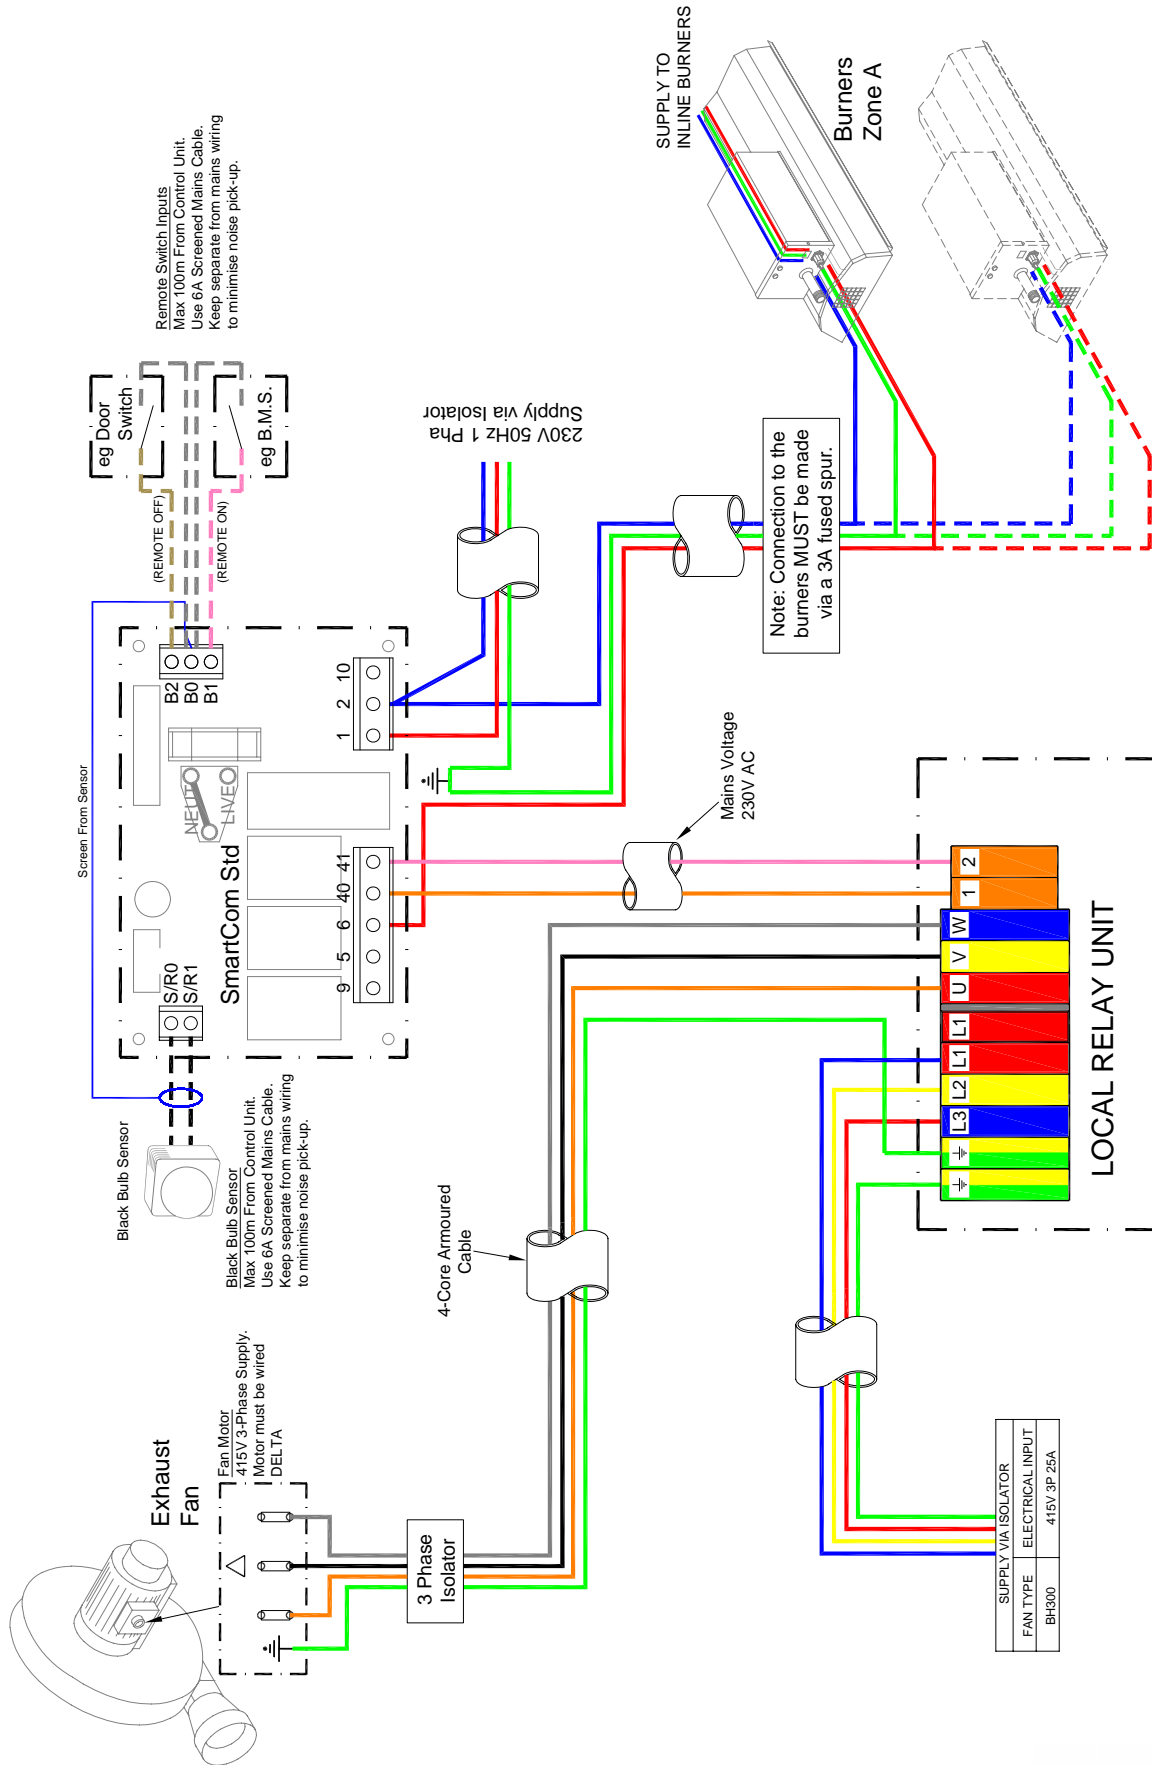 Exhaust
Fan
Fan Motor
415V 3-Phase Supply.
Motor must be wired
DELTA
3 Phase
Isolator
Black Bulb Sensor
Black Bulb Sensor
Max 100m From Control Unit.
Use 6A Screened Mains Cable.
Keep separate from mains wiring
to minimise noise pick-up.
Screen From Sensor
S/R0
S/R1
SmartCom Std
NEUT
LIVE
B2
B0
B1
9
5
6
40
41
1
2
10
(REMOTE OFF)
(REMOTE ON)
eg Door
Switch
eg B.M.S.
Remote Switch Inputs
Max 100m From Control Unit.
Use 6A Screened Mains Cable.
Keep separate from mains wiring
to minimise noise pick-up.
230V 50Hz 1 Pha
Supply via Isolator
SUPPLY TO
INLINE BURNERS
Burners
Zone A
Note: Connection to the
burners MUST be made
via a 3A fused spur.
Mains Voltage
230V AC
4-Core Armoured
Cable
L3
L2
L1
L1
U
V
W
1
2
LOCAL RELAY UNIT
SUPPLY VIA ISOLATOR
FAN TYPE ELECTRICAL INPUT
BH300 415V 3P 25A